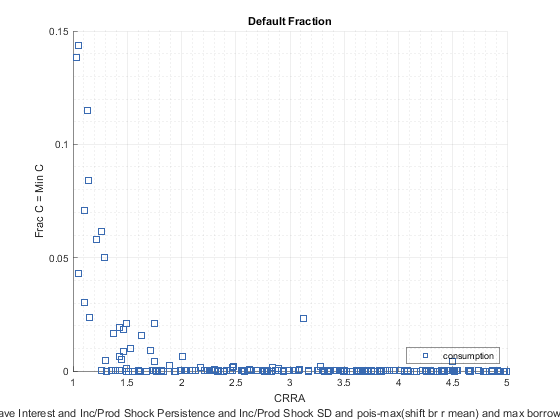 Default Fraction
0.15
0.1
0.05
0
Frac C = Min C
1 1.5 2 2.5 3 3.5 4 4.5 5
consumption
CRRA
ave Interest and Inc/Prod Shock Persistence and Inc/Prod Shock SD and pois-max(shift br r mean) and max borrow